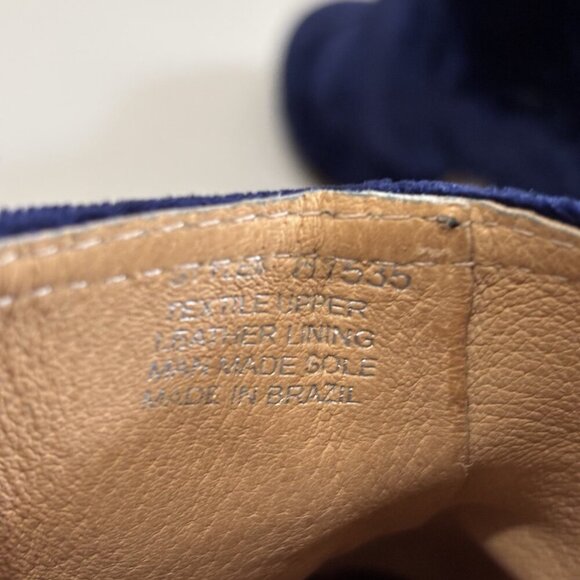 TEXTILE UPPER
LEATHER LINING
MAN MADE SOLE
MADE IN BRAZIL